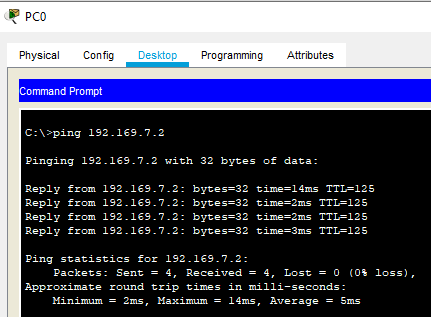 PC0
Physical Config Desktop Programming Attributes
Command Prompt
C:\>ping 192.169.7.2
Pinging 192.169.7.2 with 32 bytes of data:
Reply from 192.169.7.2: bytes=32 time=14ms TTL=125
Reply from 192.169.7.2: bytes=32 time=2ms TTL=125
Reply from 192.169.7.2: bytes=32 time=2ms TTL=125
Reply from 192.169.7.2: bytes=32 time=3ms TTL=125
Ping statistics for 192.169.7.2:
    Packets: Sent = 4, Received = 4, Lost = 0 (0% loss),
Approximate round trip times in milli-seconds:
    Minimum = 2ms, Maximum = 14ms, Average = 5ms